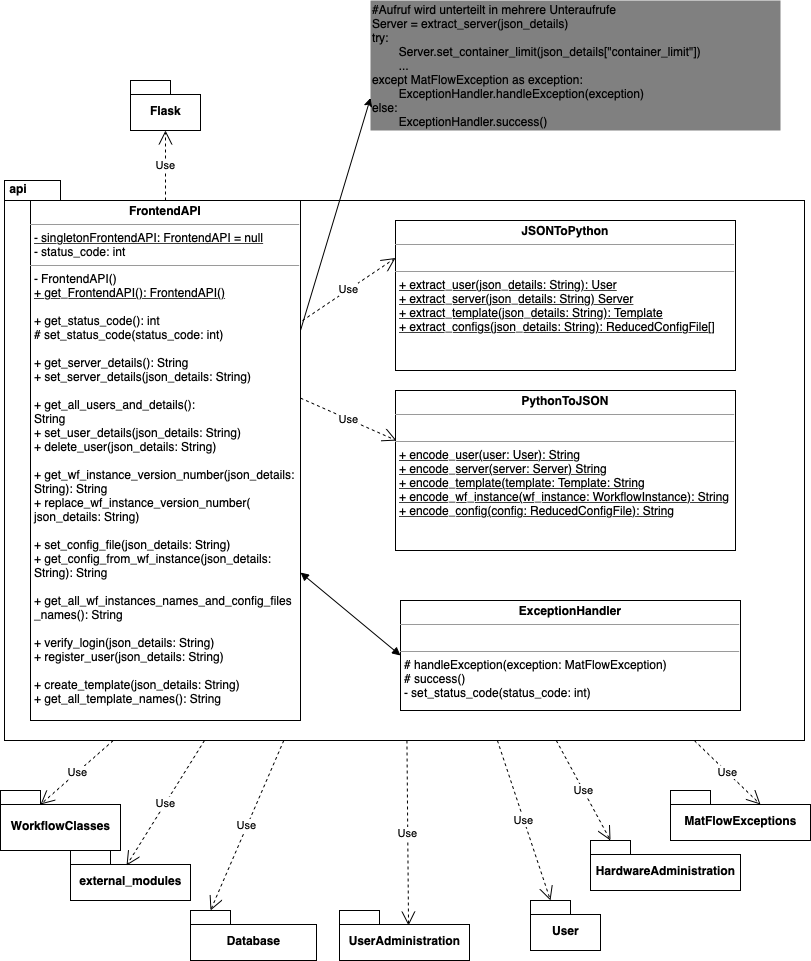 #Aufruf wird unterteilt in mehrere Unteraufrufe
Server = extract_server(json_details)
try:
Server.set_container_limit(json_details["container_limit"])
...
except MatFlowException as exception:
ExceptionHandler.handleException(exception)
else:
ExceptionHandler.success()
Flask
Use
api
FrontendAPI
- singletonFrontendAPI: FrontendAPI = null
- status_code: int
- FrontendAPI()
+ get_FrontendAPI(): FrontendAPI()
+ get_status_code(): int
# set_status_code(status_code: int)
+ get_server_details(): String
+ set_server_details(json_details: String)
+ get_all_users_and_details():
String
+ set_user_details(json_details: String)
+ delete_user(json_details: String)
+ get_wf_instance_version_number(json_details:
String): String
+ replace_wf_instance_version_number(
json_details: String)
+ set_config_file(json_details: String)
+ get_config_from_wf_instance(json_details:
String): String
+ get_all_wf_instances_names_and_config_files
_names(): String
+ verify_login(json_details: String)
+ register_user(json_details: String)
+ create_template(json_details: String)
+ get_all_template_names(): String
Use
JSONToPython
+ extract_user(json_details: String): User
+ extract_server(json_details: String) Server
+ extract_template(json_details: String): Template
+ extract_configs(json_details: String): ReducedConfigFile[]
Use
PythonToJSON
+ encode_user(user: User): String
+ encode_server(server: Server) String
+ encode_template(template: Template: String
+ encode_wf_instance(wf_instance: WorkflowInstance): String
+ encode_config(config: ReducedConfigFile): String
ExceptionHandler
# handleException(exception: MatFlowException)
# success()
- set_status_code(status_code: int)
Use
Use
Use
Use
Use
Use
Use
WorkflowClasses
external_modules
Database
UserAdministration
User
HardwareAdministration
MatFlowExceptions